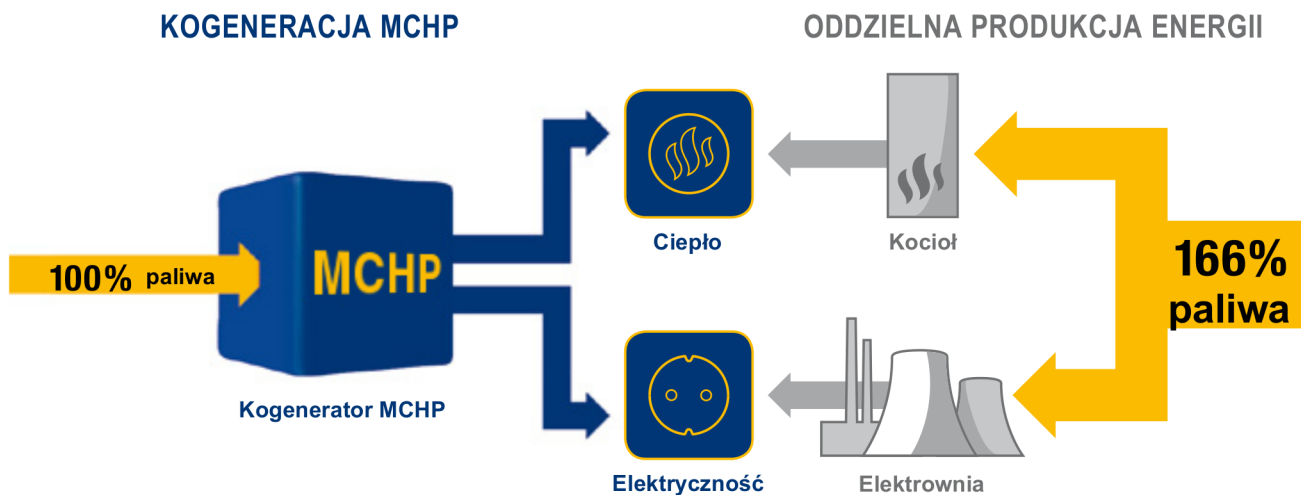 KOGENERACJA MCHP
ODDZIELNA PRODUKCJA ENERGII
100% paliwa
MCHP
Kogenerator MCHP
Ciepło
Kocioł
166%
paliwa
Elektryczność
Elektrownia